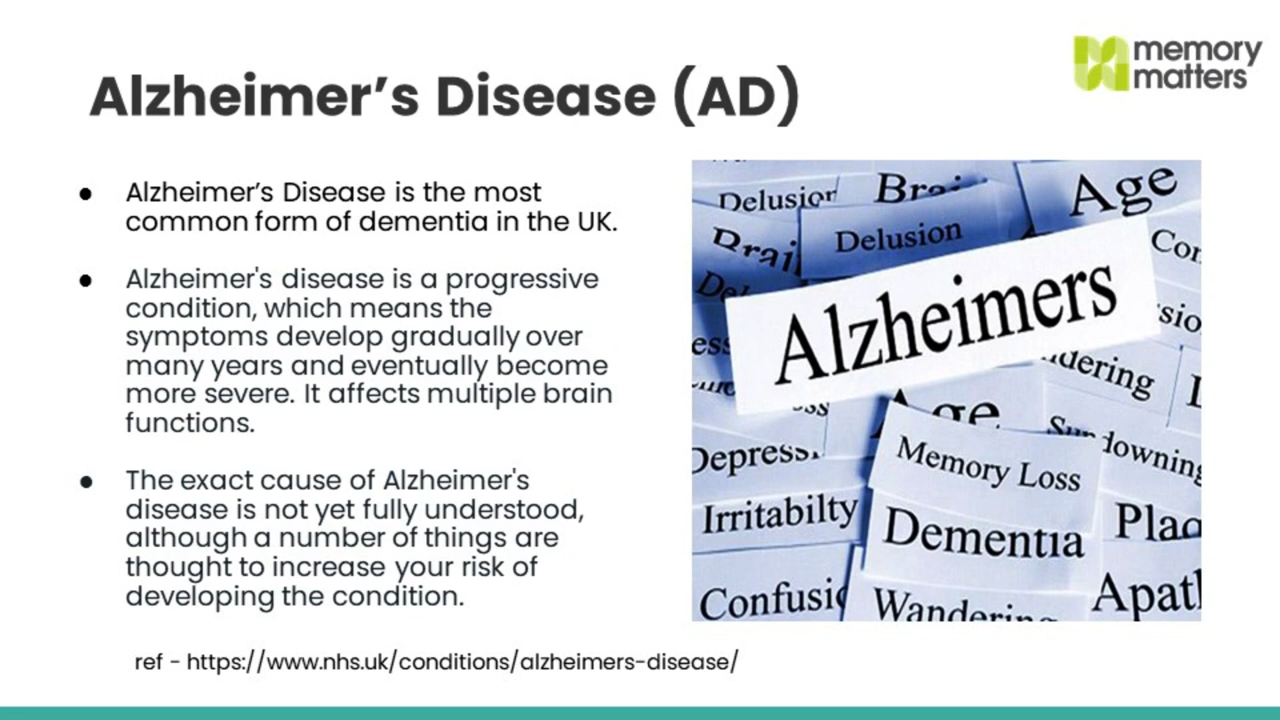 memory
matters
Alzheimer’s Disease (AD)
● Alzheimer’s Disease is the most
common form of dementia in the UK.
● Alzheimer's disease is a progressive
condition, which means the
symptoms develop gradually over
many years and eventually become
more severe. It affects multiple brain
functions.
● The exact cause of Alzheimer's
disease is not yet fully understood,
although a number of things are
thought to increase your risk of
developing the condition.
ref - https://www.nhs.uk/conditions/alzheimers-disease/
Delusion
Age
Delusion
Alzheimers
Age
Memory Loss
Irritabilty
Dementia